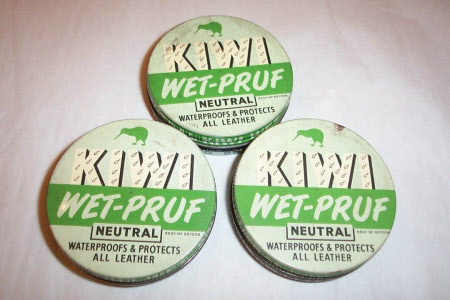 KIWI
WET-PRUF
NEUTRAL
WATERPROOFS & PROTECTS
ALL LEATHER
KIWI
WET-PRUF
NEUTRAL
WATERPROOFS & PROTECTS
ALL LEATHER
KIWI
WET-PRUF
NEUTRAL
WATERPROOFS & PROTECTS
ALL LEATHER